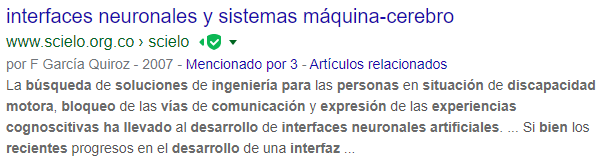 interfaces neuronales y sistemas máquina-cerebro
www.scielo.org.co › scielo
por F García Quiroz - 2007 - Mencionado por 3 - Artículos relacionados
La búsqueda de soluciones de ingeniería para las personas en situación de discapacidad
motora, bloqueo de las vías de comunicación y expresión de las experiencias
cognoscitivas ha llevado al desarrollo de interfaces neuronales artificiales. ... Si bien los
recientes progresos en el desarrollo de una interfaz ...